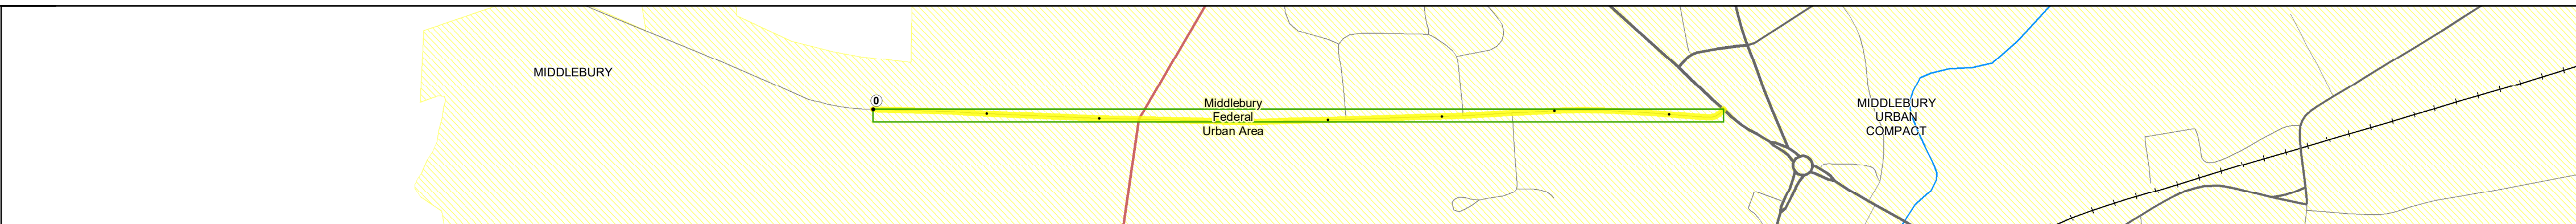 MIDDLEBURY
0
Middlebury
Federal
Urban Area
MIDDLEBURY
URBAN
COMPACT